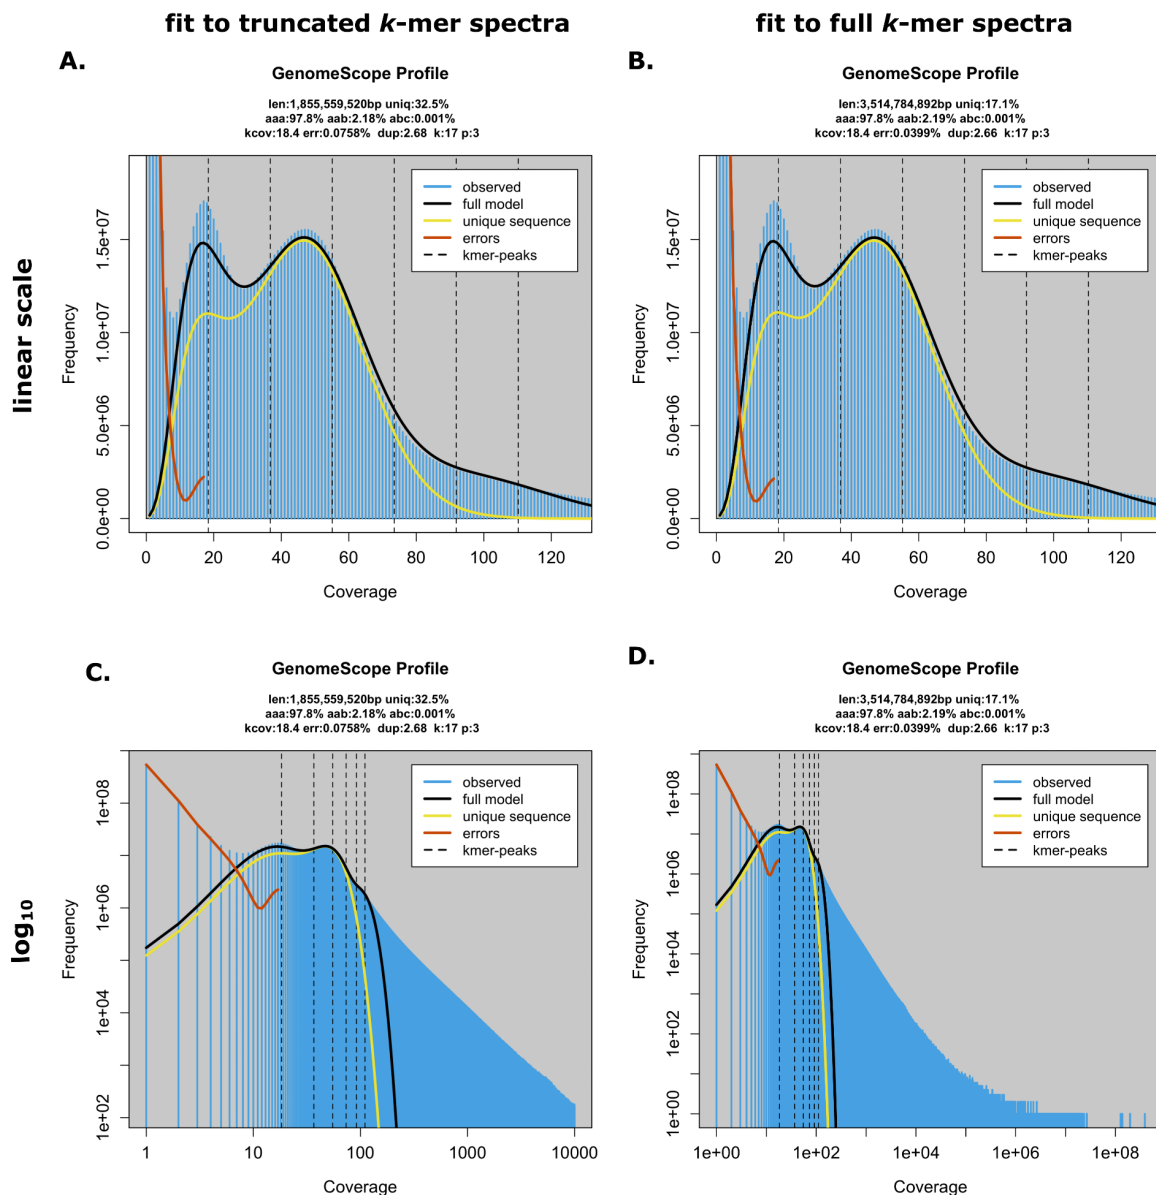 fit to truncated k-mer spectra
fit to full k-mer spectra
A.
GenomeScope Profile
len:1,855,559,520bp uniq:32.5%
aaa:97.8% aab:2.18% abc:0.001%
kcov:18.4 err:0.0758% dup:2.68 k:17 p:3
observed
full model
unique sequence
errors
kmer-peaks
Frequency
0.0e+00
5.0e+06
1.0e+07
1.5e+07
0 20 40 60 80 100 120
Coverage
B.
GenomeScope Profile
len:3,514,784,892bp uniq:17.1%
aaa:97.8% aab:2.19% abc:0.001%
kcov:18.4 err:0.0399% dup:2.66 k:17 p:3
observed
full model
unique sequence
errors
kmer-peaks
Frequency
0.0e+00
5.0e+06
1.0e+07
1.5e+07
0 20 40 60 80 100 120
Coverage
linear scale
C.
GenomeScope Profile
len:1,855,559,520bp uniq:32.5%
aaa:97.8% aab:2.18% abc:0.001%
kcov:18.4 err:0.0758% dup:2.68 k:17 p:3
observed
full model
unique sequence
errors
kmer-peaks
Frequency
1e+02
1e+04
1e+06
1e+08
1 10 100 1000 10000
Coverage
D.
GenomeScope Profile
len:3,514,784,892bp uniq:17.1%
aaa:97.8% aab:2.19% abc:0.001%
kcov:18.4 err:0.0399% dup:2.66 k:17 p:3
observed
full model
unique sequence
errors
kmer-peaks
Frequency
1e+00
1e+02
1e+04
1e+06
1e+08
1e+00 1e+02 1e+04 1e+06 1e+08
Coverage
log10